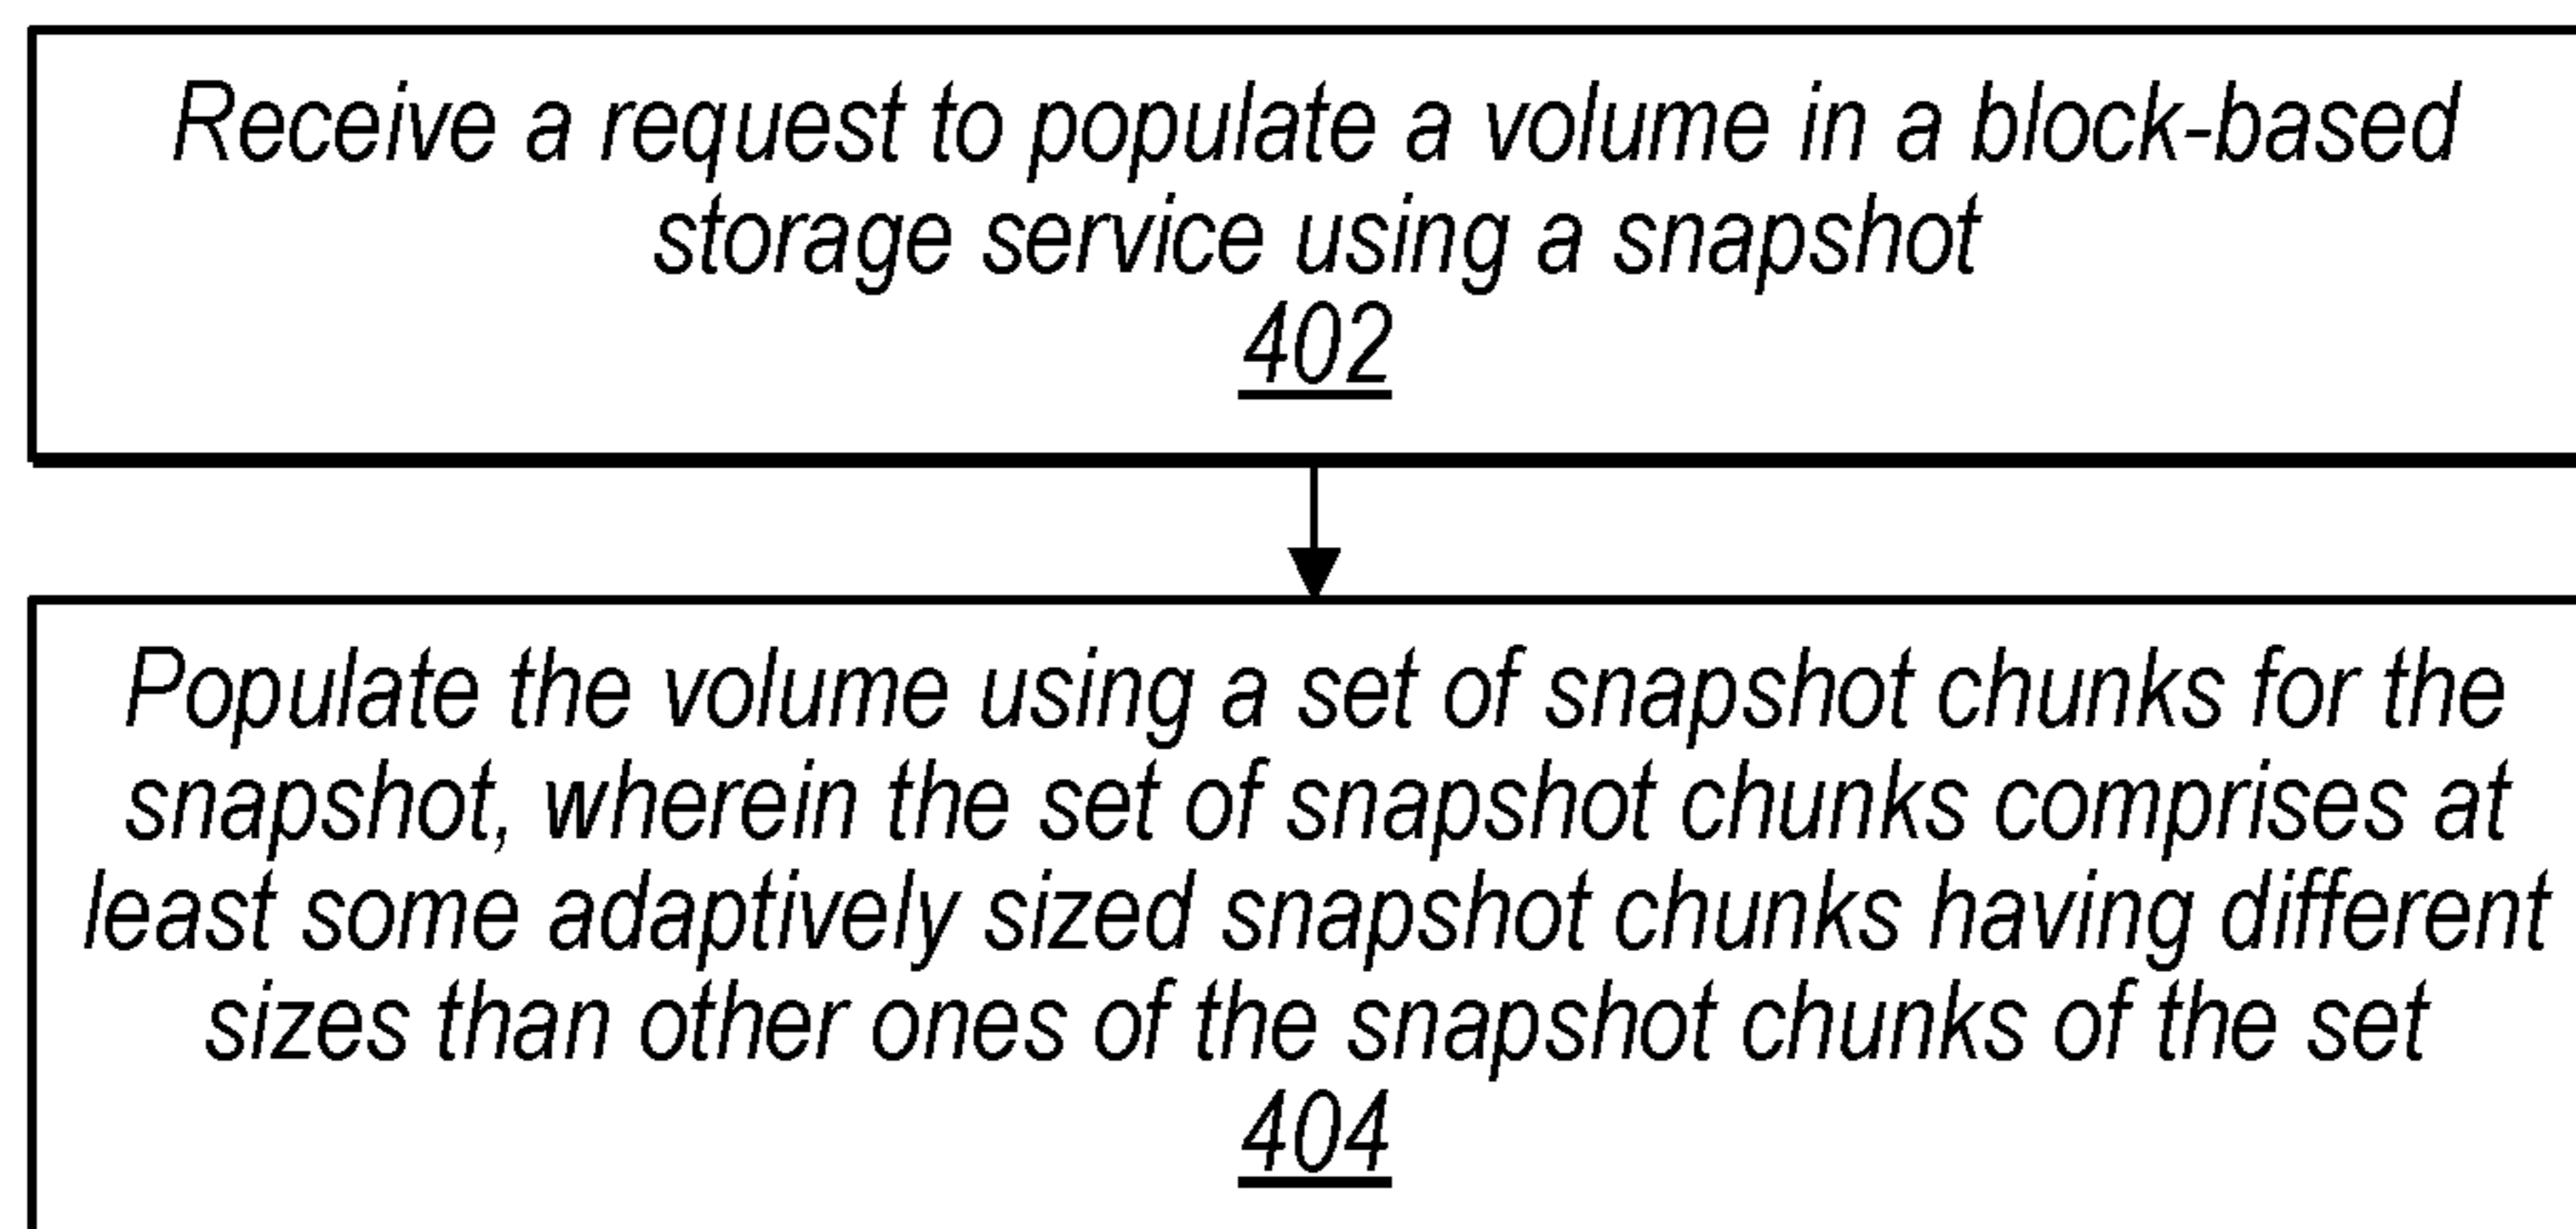 Receive a request to populate a volume in a block-based
storage service using a snapshot
402
Populate the volume using a set of snapshot chunks for the
snapshot, wherein the set of snapshot chunks comprises at
least some adaptively sized snapshot chunks having different
sizes than other ones of the snapshot chunks of the set
404